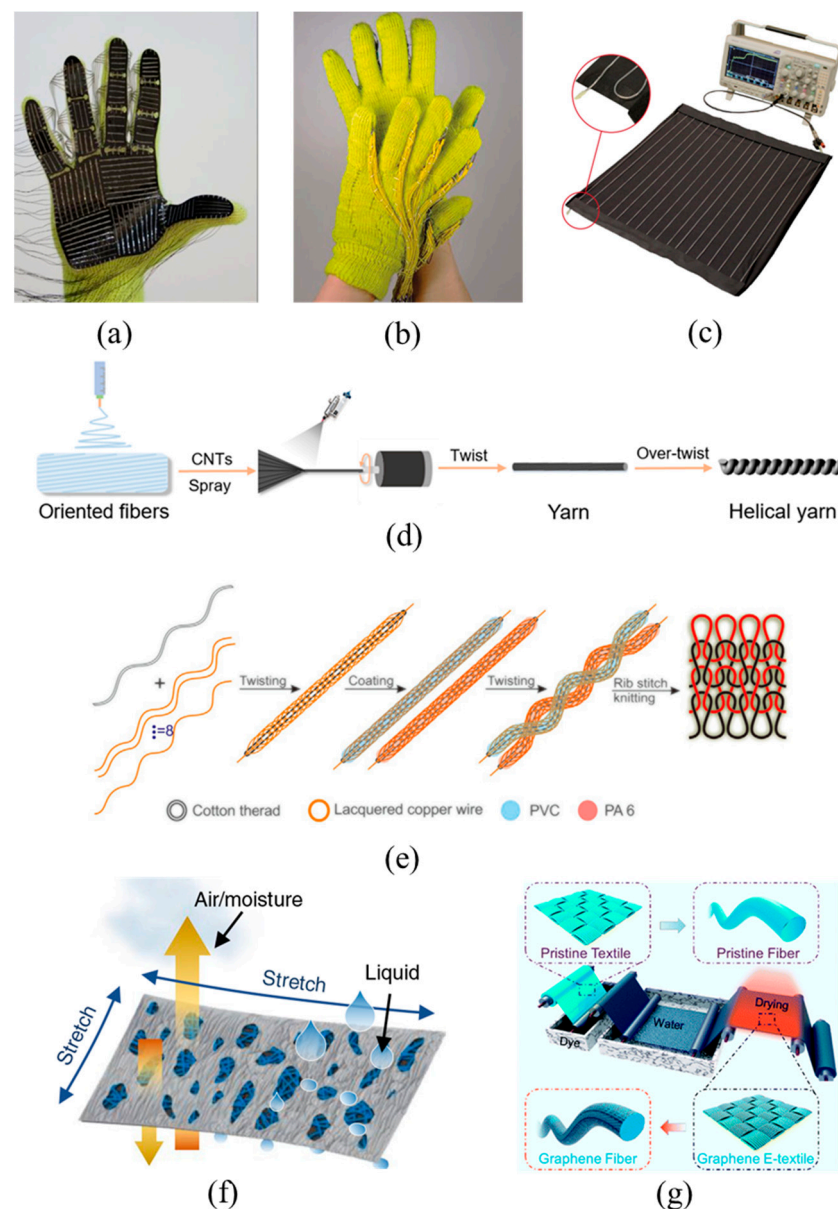 (a)
(b)
(c)
CNTs
Spray
Twist
Over-twist
Oriented fibers
Yarn
Helical yarn
(d)
+
=8
Twisting
Coating
Twisting
Rib stitch
knitting
Cotton therad
Lacquered copper wire
PVC
PA 6
(e)
Air/moisture
Liquid
Stretch
Stretch
(f)
Pristine Textile
Pristine Fiber
Drying
Water
Dye
Graphene Fiber
Graphene E-textile
(g)